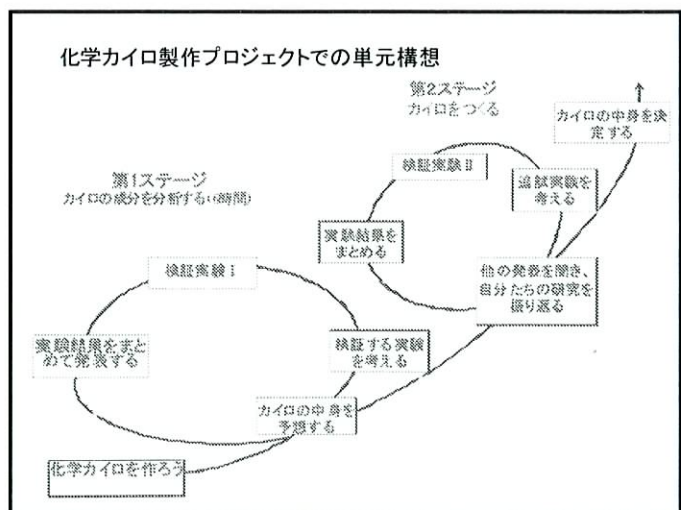 化学カイロ製作プロジェクトでの単元構想
第2ステージ
カイロをつくる
カイロの中身を決
定する
検証実験Ⅱ
追試実験を
考える
第1ステージ
カイロの成分を分析する
実験結果を
まとめる
他の発表を聞き、
自分たちの研究を
振り返る
検証実験Ⅰ
実験結果をまと
めて発表する
検証する実験
を考える
カイロの中身を
予想する
化学カイロを作ろう